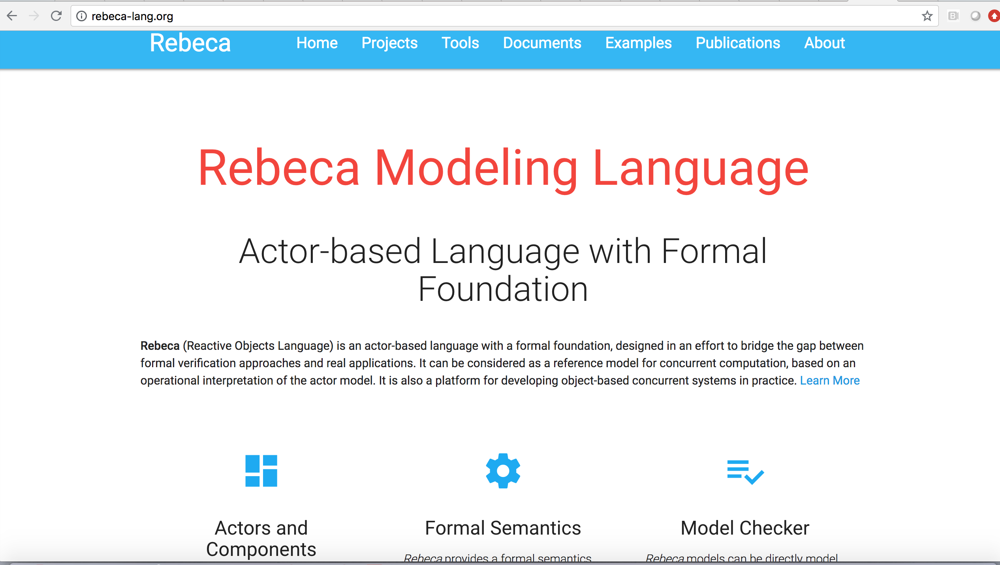 rebeca-lang.org
Rebeca Home Projects Tools Documents Examples Publications About
Rebeca Modeling Language
Actor-based Language with Formal
Foundation
Rebeca (Reactive Objects Language) is an actor-based language with a formal foundation, designed in an effort to bridge the gap between
formal verification approaches and real applications. It can be considered as a reference model for concurrent computation, based on an
operational interpretation of the actor model. It is also a platform for developing object-based concurrent systems in practice. Learn More
Actors and
Components
Formal Semantics
Rebeca provides a formal semantics
Model Checker
Rebeca models can be directly model